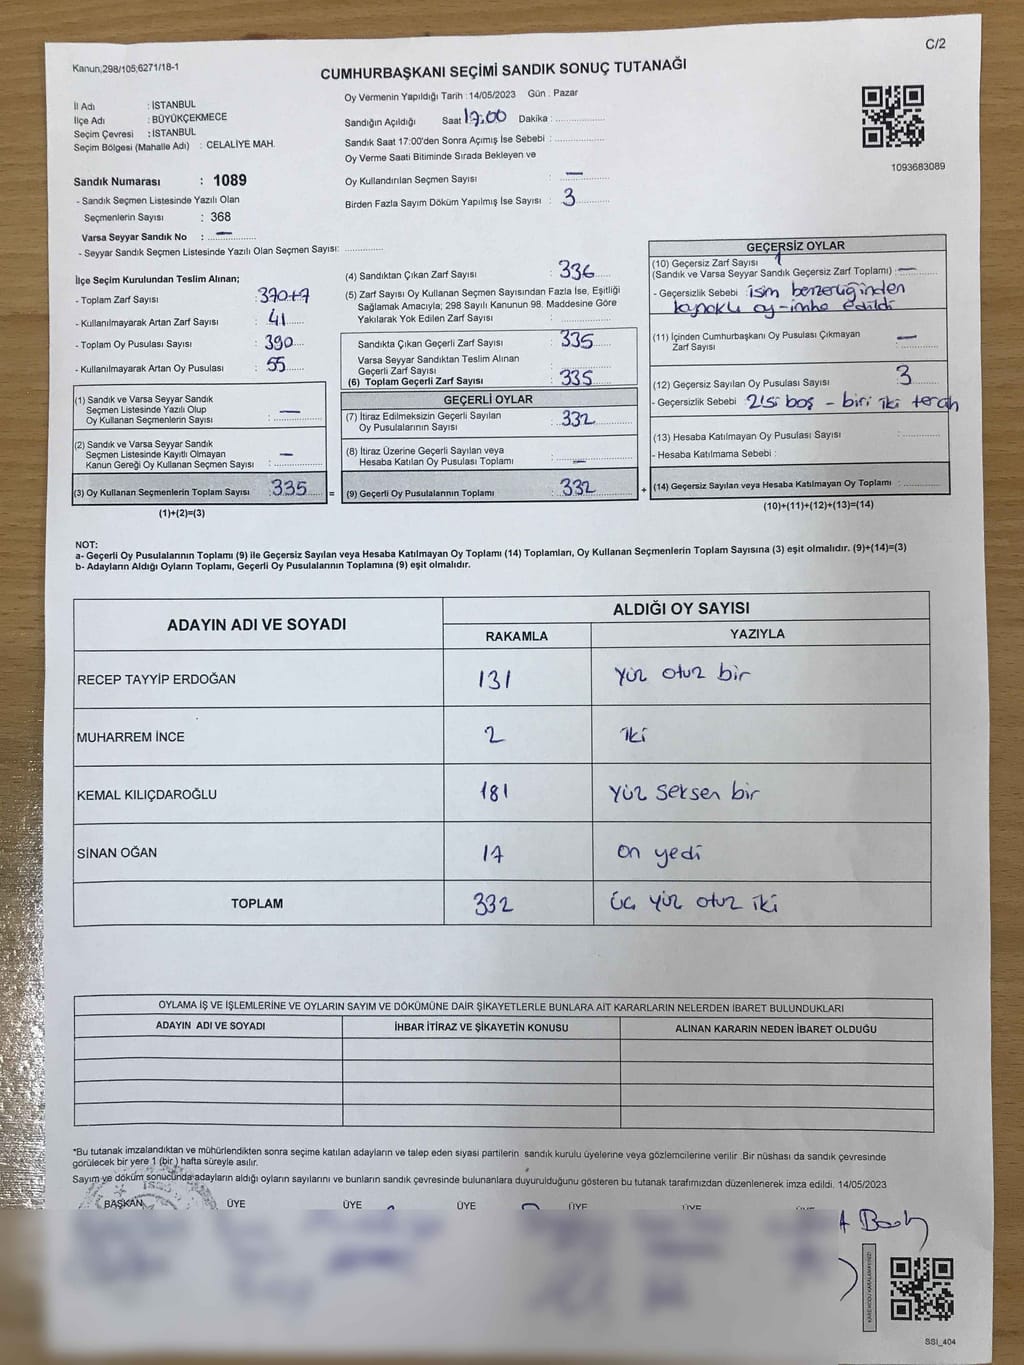 C/2
Kanun;298/105;6271/18-1
CUMHURBAŞKANI SEÇİMİ SANDIK SONUÇ TUTANAĞI
İl Adı : İSTANBUL
İlçe Adı : BÜYÜKÇEKMECE
Seçim Çevresi : İSTANBUL
Seçim Bölgesi (Mahalle Adı) : CELALİYE MAH.
Sandık Numarası : 1089
- Sandık Seçmen Listesinde Yazılı Olan
Seçmenlerin Sayısı : 368
Varsa Seyyar Sandık No : —
- Seyyar Sandık Seçmen Listesinde Yazılı Olan Seçmen Sayısı: ..............
Oy Vermenin Yapıldığı Tarih : 14/05/2023 Gün : Pazar
Sandığın Açıldığı Saat 17:00 Dakika : ..............
Sandık Saat 17:00'den Sonra Açımış İse Sebebi : ..............
Oy Verme Saati Bitiminde Sırada Bekleyen ve
Oy Kullandırılan Seçmen Sayısı : —
Birden Fazla Sayım Döküm Yapılmış İse Sayısı : 3
1093683089
İlçe Seçim Kurulundan Teslim Alınan;
- Toplam Zarf Sayısı : 370+7
- Kullanılmayarak Artan Zarf Sayısı : 41
- Toplam Oy Pusulası Sayısı : 390
- Kullanılmayarak Artan Oy Pusulası : 55
(1) Sandık ve Varsa Seyyar Sandık
Seçmen Listesinde Yazılı Olup
Oy Kullanan Seçmenlerin Sayısı : —
(2) Sandık ve Varsa Seyyar Sandık
Seçmen Listesinde Kayıtlı Olmayan
Kanun Gereği Oy Kullanan Seçmen Sayısı : —
(3) Oy Kullanan Seçmenlerin Toplam Sayısı : 335 =
(1)+(2)=(3)
(4) Sandıktan Çıkan Zarf Sayısı : 336
(5) Zarf Sayısı Oy Kullanan Seçmen Sayısından Fazla İse, Eşitliği
Sağlamak Amacıyla; 298 Sayılı Kanunun 98. Maddesine Göre
Yakılarak Yok Edilen Zarf Sayısı : ..............
Sandıkta Çıkan Geçerli Zarf Sayısı : 335
Varsa Seyyar Sandıktan Teslim Alınan
Geçerli Zarf Sayısı :
(6) Toplam Geçerli Zarf Sayısı : 335
GEÇERLİ OYLAR
(7) İtiraz Edilmeksizin Geçerli Sayılan
Oy Pusulalarının Sayısı : 332
(8) İtiraz Üzerine Geçerli Sayılan veya
Hesaba Katılan Oy Pusulası Toplamı : —
(9) Geçerli Oy Pusulalarının Toplamı : 332 +
GEÇERSİZ OYLAR
(10) Geçersiz Zarf Sayısı 1
(Sandık ve Varsa Seyyar Sandık Geçersiz Zarf Toplamı) : —
- Geçersizlik Sebebi : isim benzerliğinden
oy-imha edildi
(11) İçinden Cumhurbaşkanı Oy Pusulası Çıkmayan
Zarf Sayısı : —
(12) Geçersiz Sayılan Oy Pusulası Sayısı : 3
- Geçersizlik Sebebi : 2'si boş - biri iki tercih
(13) Hesaba Katılmayan Oy Pusulası Sayısı : ..............
- Hesaba Katılmama Sebebi :
(14) Geçersiz Sayılan veya Hesaba Katılmayan Oy Toplamı : ..............
(10)+(11)+(12)+(13)=(14)
NOT:
a- Geçerli Oy Pusulalarının Toplamı (9) ile Geçersiz Sayılan veya Hesaba Katılmayan Oy Toplamı (14) Toplamları, Oy Kullanan Seçmenlerin Toplam Sayısına (3) eşit olmalıdır. (9)+(14)=(3)
b- Adayların Aldığı Oyların Toplamı, Geçerli Oy Pusulalarının Toplamına (9) eşit olmalıdır.
ADAYIN ADI VE SOYADI ALDIĞI OY SAYISI
RAKAMLA YAZIYLA
RECEP TAYYİP ERDOĞAN 131 Yüz otuz bir
MUHARREM İNCE 2 iki
KEMAL KILIÇDAROĞLU 181 Yüz seksen bir
SİNAN OĞAN 17 on yedi
TOPLAM 332 üç yüz otuz iki
OYLAMA İŞ VE İŞLEMLERİNE VE OYLARIN SAYIM VE DÖKÜMÜNE DAİR ŞİKAYETLERLE BUNLARA AİT KARARLARIN NELERDEN İBARET BULUNDUKLARI
ADAYIN ADI VE SOYADI İHBAR İTİRAZ VE ŞİKAYETİN KONUSU ALINAN KARARIN NEDEN İBARET OLDUĞU
*Bu tutanak imzalandıktan ve mühürlendikten sonra seçime katılan adayların ve talep eden siyasi partilerin sandık kurulu üyelerine veya gözlemcilerine verilir .Bir nüshası da sandık çevresinde
görülecek bir yere 1 (bir ) hafta süreyle asılır.
Sayım ve döküm sonucunda adayların aldığı oyların sayılarını ve bunların sandık çevresinde bulunanlara duyurulduğunu gösteren bu tutanak tarafımızdan düzenlenerek imza edildi. 14/05/2023
BAŞKAN ÜYE ÜYE ÜYE ÜYE ÜYE
SSİ_404